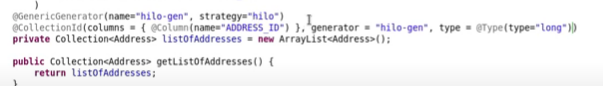 )
@GenericGenerator(name="hilo-gen", strategy="hilo")
@CollectionId(columns = { @Column(name="ADDRESS_ID") }, generator = "hilo-gen", type = @Type(type="long"))
private Collection<Address> listOfAddresses = new ArrayList<Address>();
public Collection<Address> getListOfAddresses() {
return listOfAddresses;
}